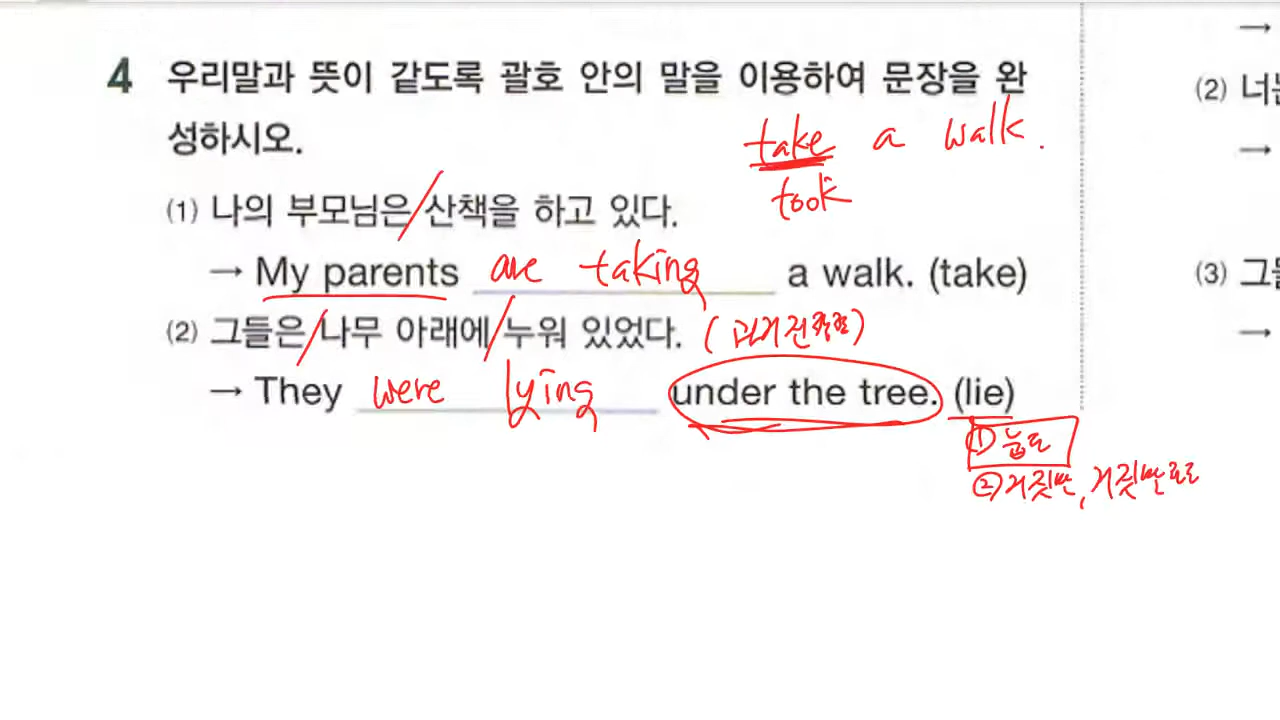 4 우리말과 뜻이 같도록 괄호 안의 말을 이용하여 문장을 완
성하시오.
take a walk.
took
(1) 나의 부모님은/산책을 하고 있다.
→ My parents are taking a walk. (take)
(2) 그들은/나무 아래에/누워 있었다. (과거진행형)
→ They were lying under the tree. (lie)
① 눕다
② 거짓말, 거짓말
→
(2) 너는
→
(3) 그들
→